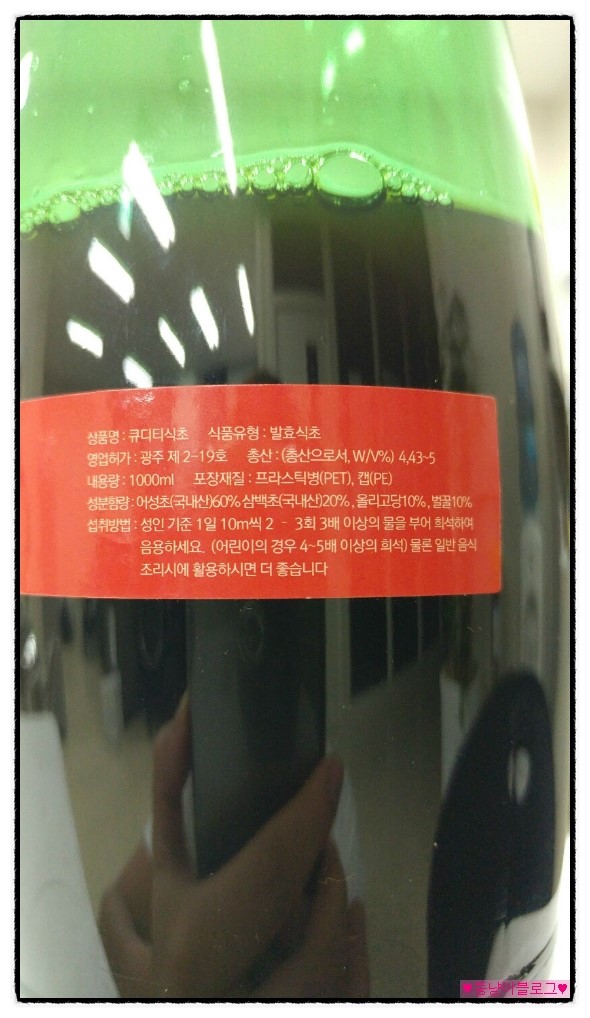 상품명 : 큐디티식초 식품유형 : 발효식초
영업허가 : 광주 제 2-19호 총산 : (총산으로서, W/V%) 4,43~5
내용량 : 1000ml 포장재질 : 프라스틱병(PET), 캡(PE)
성분함량 : 어성초(국내산)60% 삼백초(국내산)20%, 올리고당10%, 벌꿀10%
섭취방법 : 성인 기준 1일 10m씩 2 - 3회 3배 이상의 물을 부어 희석하여
음용하세요. (어린이의 경우 4~5배 이상의 희석) 물론 일반 음식
조리시에 활용하시면 더 좋습니다